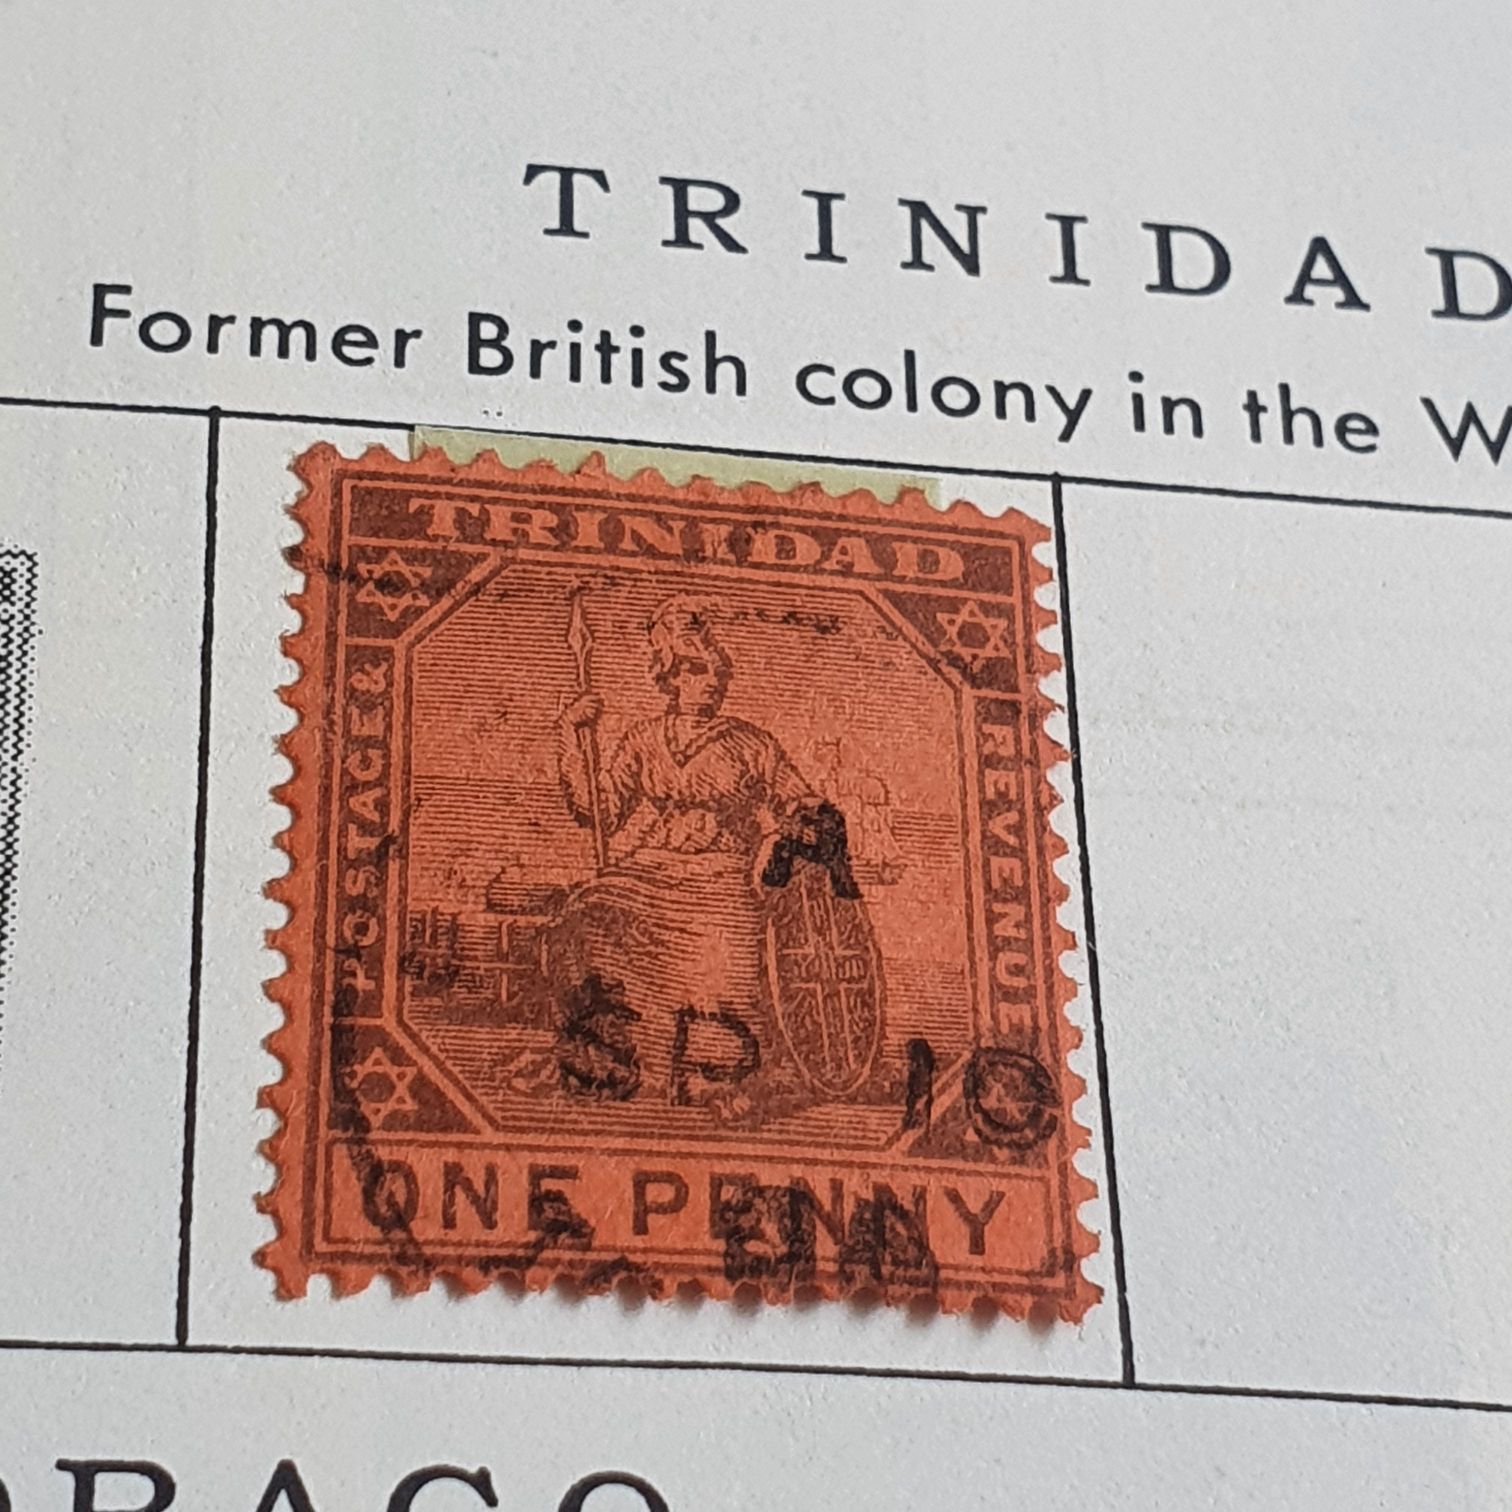 TRINIDAD
Former British colony in the W
TRINIDAD
POSTAGE &
REVENUE
A
SP 10
ONE PENNY